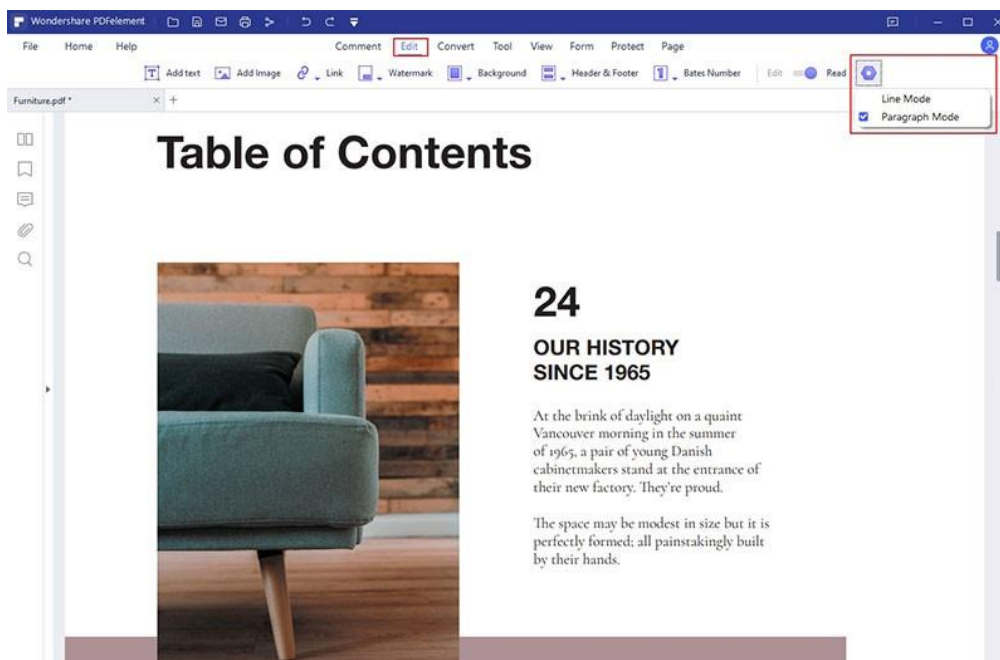 Wondershare PDFelement
File Home Help Comment Edit Convert Tool View Form Protect Page
Add text Add Image Link Watermark Background Header & Footer Bates Number Edit Read
Line Mode
Paragraph Mode
Furniture.pdf * × +
Table of Contents
24
OUR HISTORY
SINCE 1965
At the brink of daylight on a quaint
Vancouver morning in the summer
of 1965, a pair of young Danish
cabinetmakers stand at the entrance of
their new factory. They're proud.
The space may be modest in size but it is
perfectly formed; all painstakingly built
by their hands.